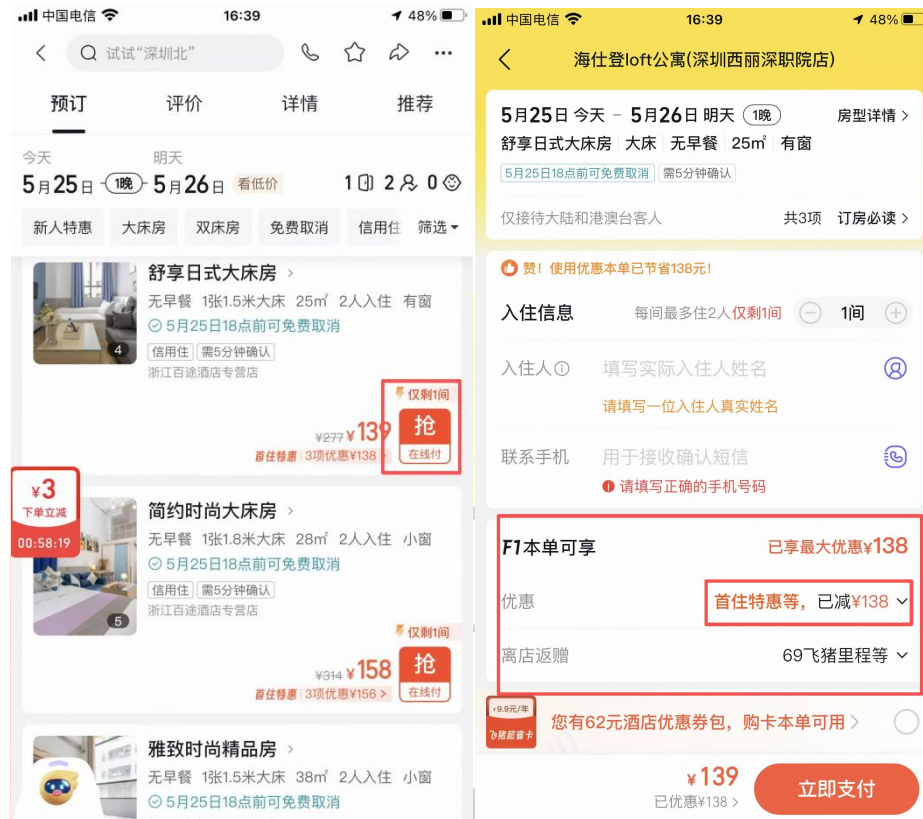 中国电信
16:39
48%
试试“深圳北”
预订
评价
详情
推荐
今天
明天
5月25日
1晚
5月26日
看低价
1
2
0
新人特惠
大床房
双床房
免费取消
信用住
筛选
舒享日式大床房
无早餐 1张1.5米大床 25㎡ 2人入住 有窗
5月25日18点前可免费取消
信用住
需5分钟确认
浙江百途酒店专营店
4
仅剩1间
¥277
¥139
抢
在线付
首住特惠
3项优惠¥138 >
¥3
下单立减
00:58:19
简约时尚大床房
无早餐 1张1.8米大床 28㎡ 2人入住 小窗
5月25日18点前可免费取消
信用住
需5分钟确认
浙江百途酒店专营店
5
仅剩1间
¥314
¥158
抢
在线付
首住特惠
3项优惠¥156 >
雅致时尚精品房
无早餐 1张1.5米大床 38㎡ 2人入住 小窗
5月25日18点前可免费取消
中国电信
16:39
48%
海仕登loft公寓(深圳西丽深职院店)
5月25日 今天 - 5月26日 明天
1晚
房型详情
舒享日式大床房 大床 无早餐 25㎡ 有窗
5月25日18点前可免费取消
需5分钟确认
仅接待大陆和港澳台客人
共3项
订房必读
赞！使用优惠本单已节省138元！
入住信息
每间最多住2人仅剩1间
1间
入住人
填写实际入住人姓名
请填写一位入住人真实姓名
联系手机
用于接收确认短信
请填写正确的手机号码
F1本单可享
已享最大优惠¥138
优惠
首住特惠等，已减¥138
离店返赠
69飞猪里程等
9.9元/年
飞猪超省卡
您有62元酒店优惠券包，购卡本单可用
¥139
已优惠¥138 >
立即支付